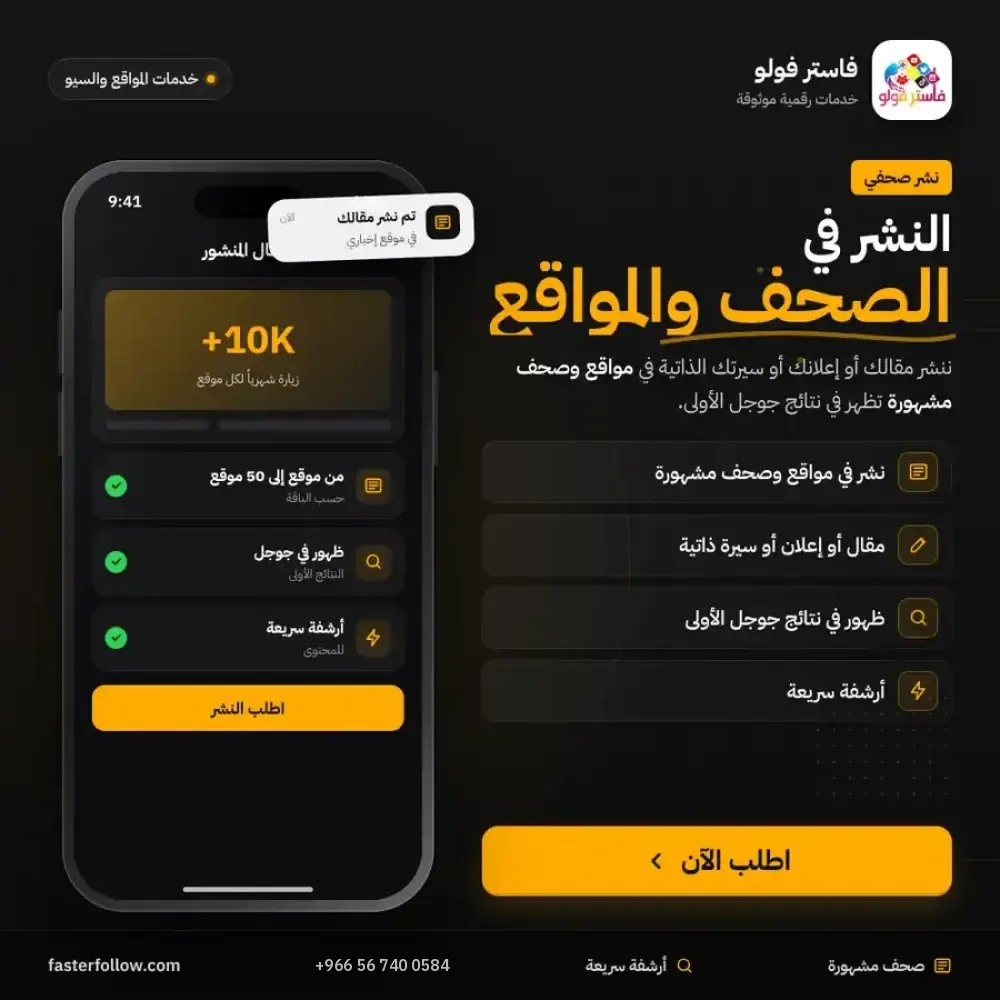 فاستر فولو
فاستر فولو
خدمات رقمية موثوقة
خدمات المواقع والسيو
نشر صحفي
النشر في
الصحف والمواقع
ننشر مقالك أو إعلانك أو سيرتك الذاتية في مواقع وصحف
مشهورة تظهر في نتائج جوجل الأولى.
نشر في مواقع وصحف مشهورة
مقال أو إعلان أو سيرة ذاتية
ظهور في نتائج جوجل الأولى
أرشفة سريعة
اطلب الآن
9:41
تم نشر مقالك
الآن
في موقع إخباري
ال المنشور
+10K
زيارة شهرياً لكل موقع
من موقع إلى 50 موقع
حسب الباقة
ظهور في جوجل
النتائج الأولى
أرشفة سريعة
للمحتوى
اطلب النشر
صحف مشهورة
أرشفة سريعة
+966 56 740 0584
fasterfollow.com